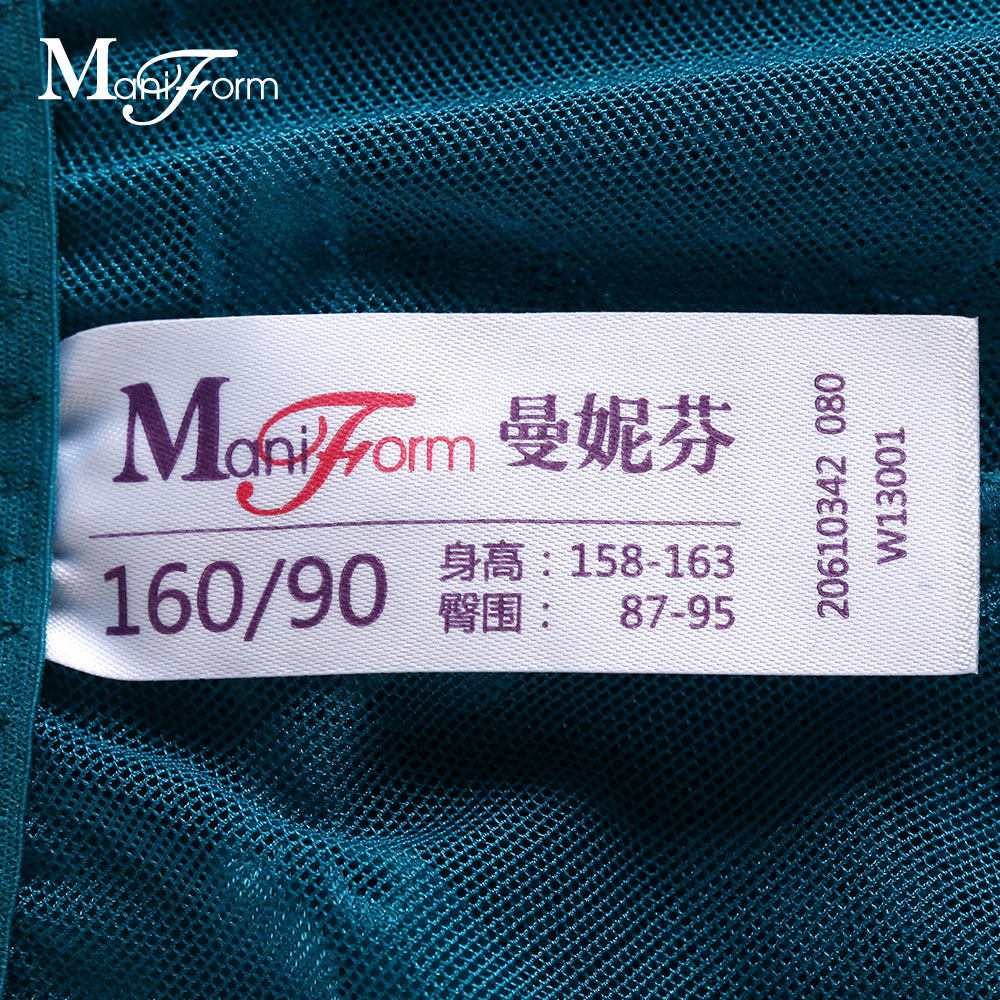 ManiForm
ManiForm 曼妮芬
160/90
身高：158-163
臀围： 87-95
20610342 080
W13001